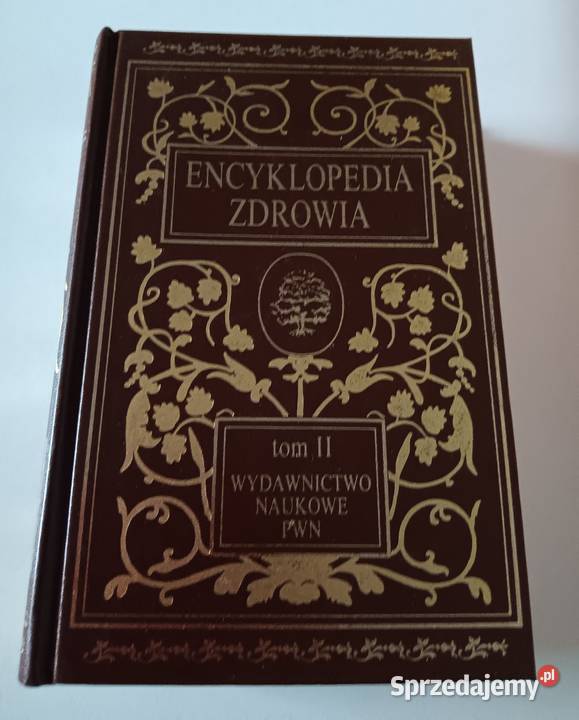 ENCYKLOPEDIA
ZDROWIA
tom II
WYDAWNICTWO
NAUKOWE
PWN
Sprzedajemy.pl